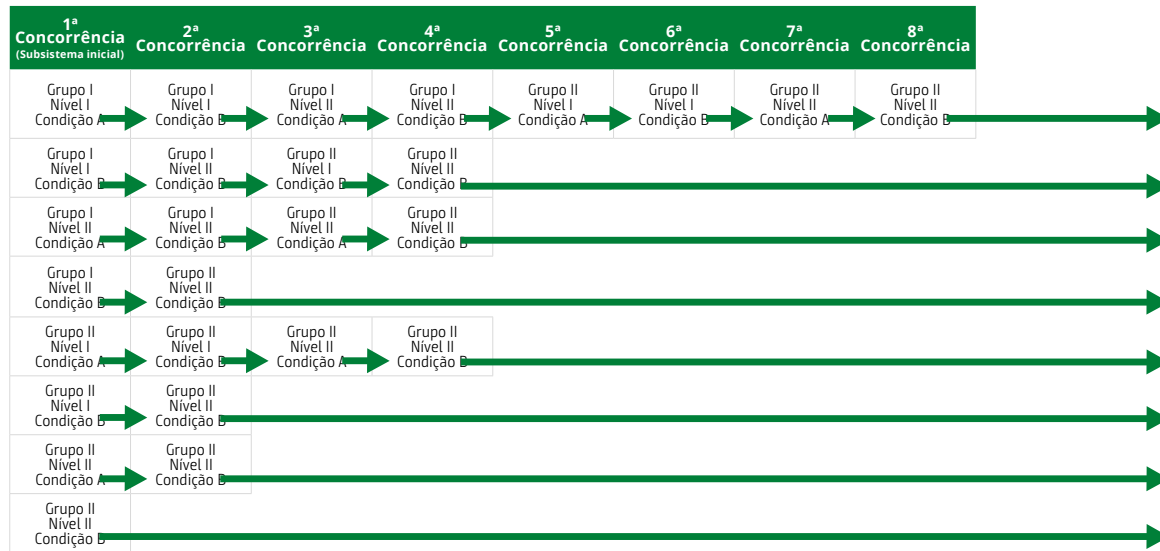 1ª
Concorrência
(Subsistema inicial)
2ª
Concorrência
3ª
Concorrência
4ª
Concorrência
5ª
Concorrência
6ª
Concorrência
7ª
Concorrência
8ª
Concorrência
Grupo I
Nível I
Condição A
Grupo I
Nível I
Condição B
Grupo I
Nível II
Condição A
Grupo I
Nível II
Condição B
Grupo II
Nível I
Condição A
Grupo II
Nível I
Condição B
Grupo II
Nível II
Condição A
Grupo II
Nível II
Condição B
Grupo I
Nível I
Condição B
Grupo I
Nível II
Condição B
Grupo II
Nível I
Condição B
Grupo II
Nível II
Condição B
Grupo I
Nível II
Condição A
Grupo I
Nível II
Condição B
Grupo II
Nível II
Condição A
Grupo II
Nível II
Condição B
Grupo I
Nível II
Condição B
Grupo II
Nível II
Condição B
Grupo II
Nível I
Condição A
Grupo II
Nível I
Condição B
Grupo II
Nível II
Condição A
Grupo II
Nível II
Condição B
Grupo II
Nível I
Condição B
Grupo II
Nível II
Condição B
Grupo II
Nível II
Condição A
Grupo II
Nível II
Condição B
Grupo II
Nível II
Condição B